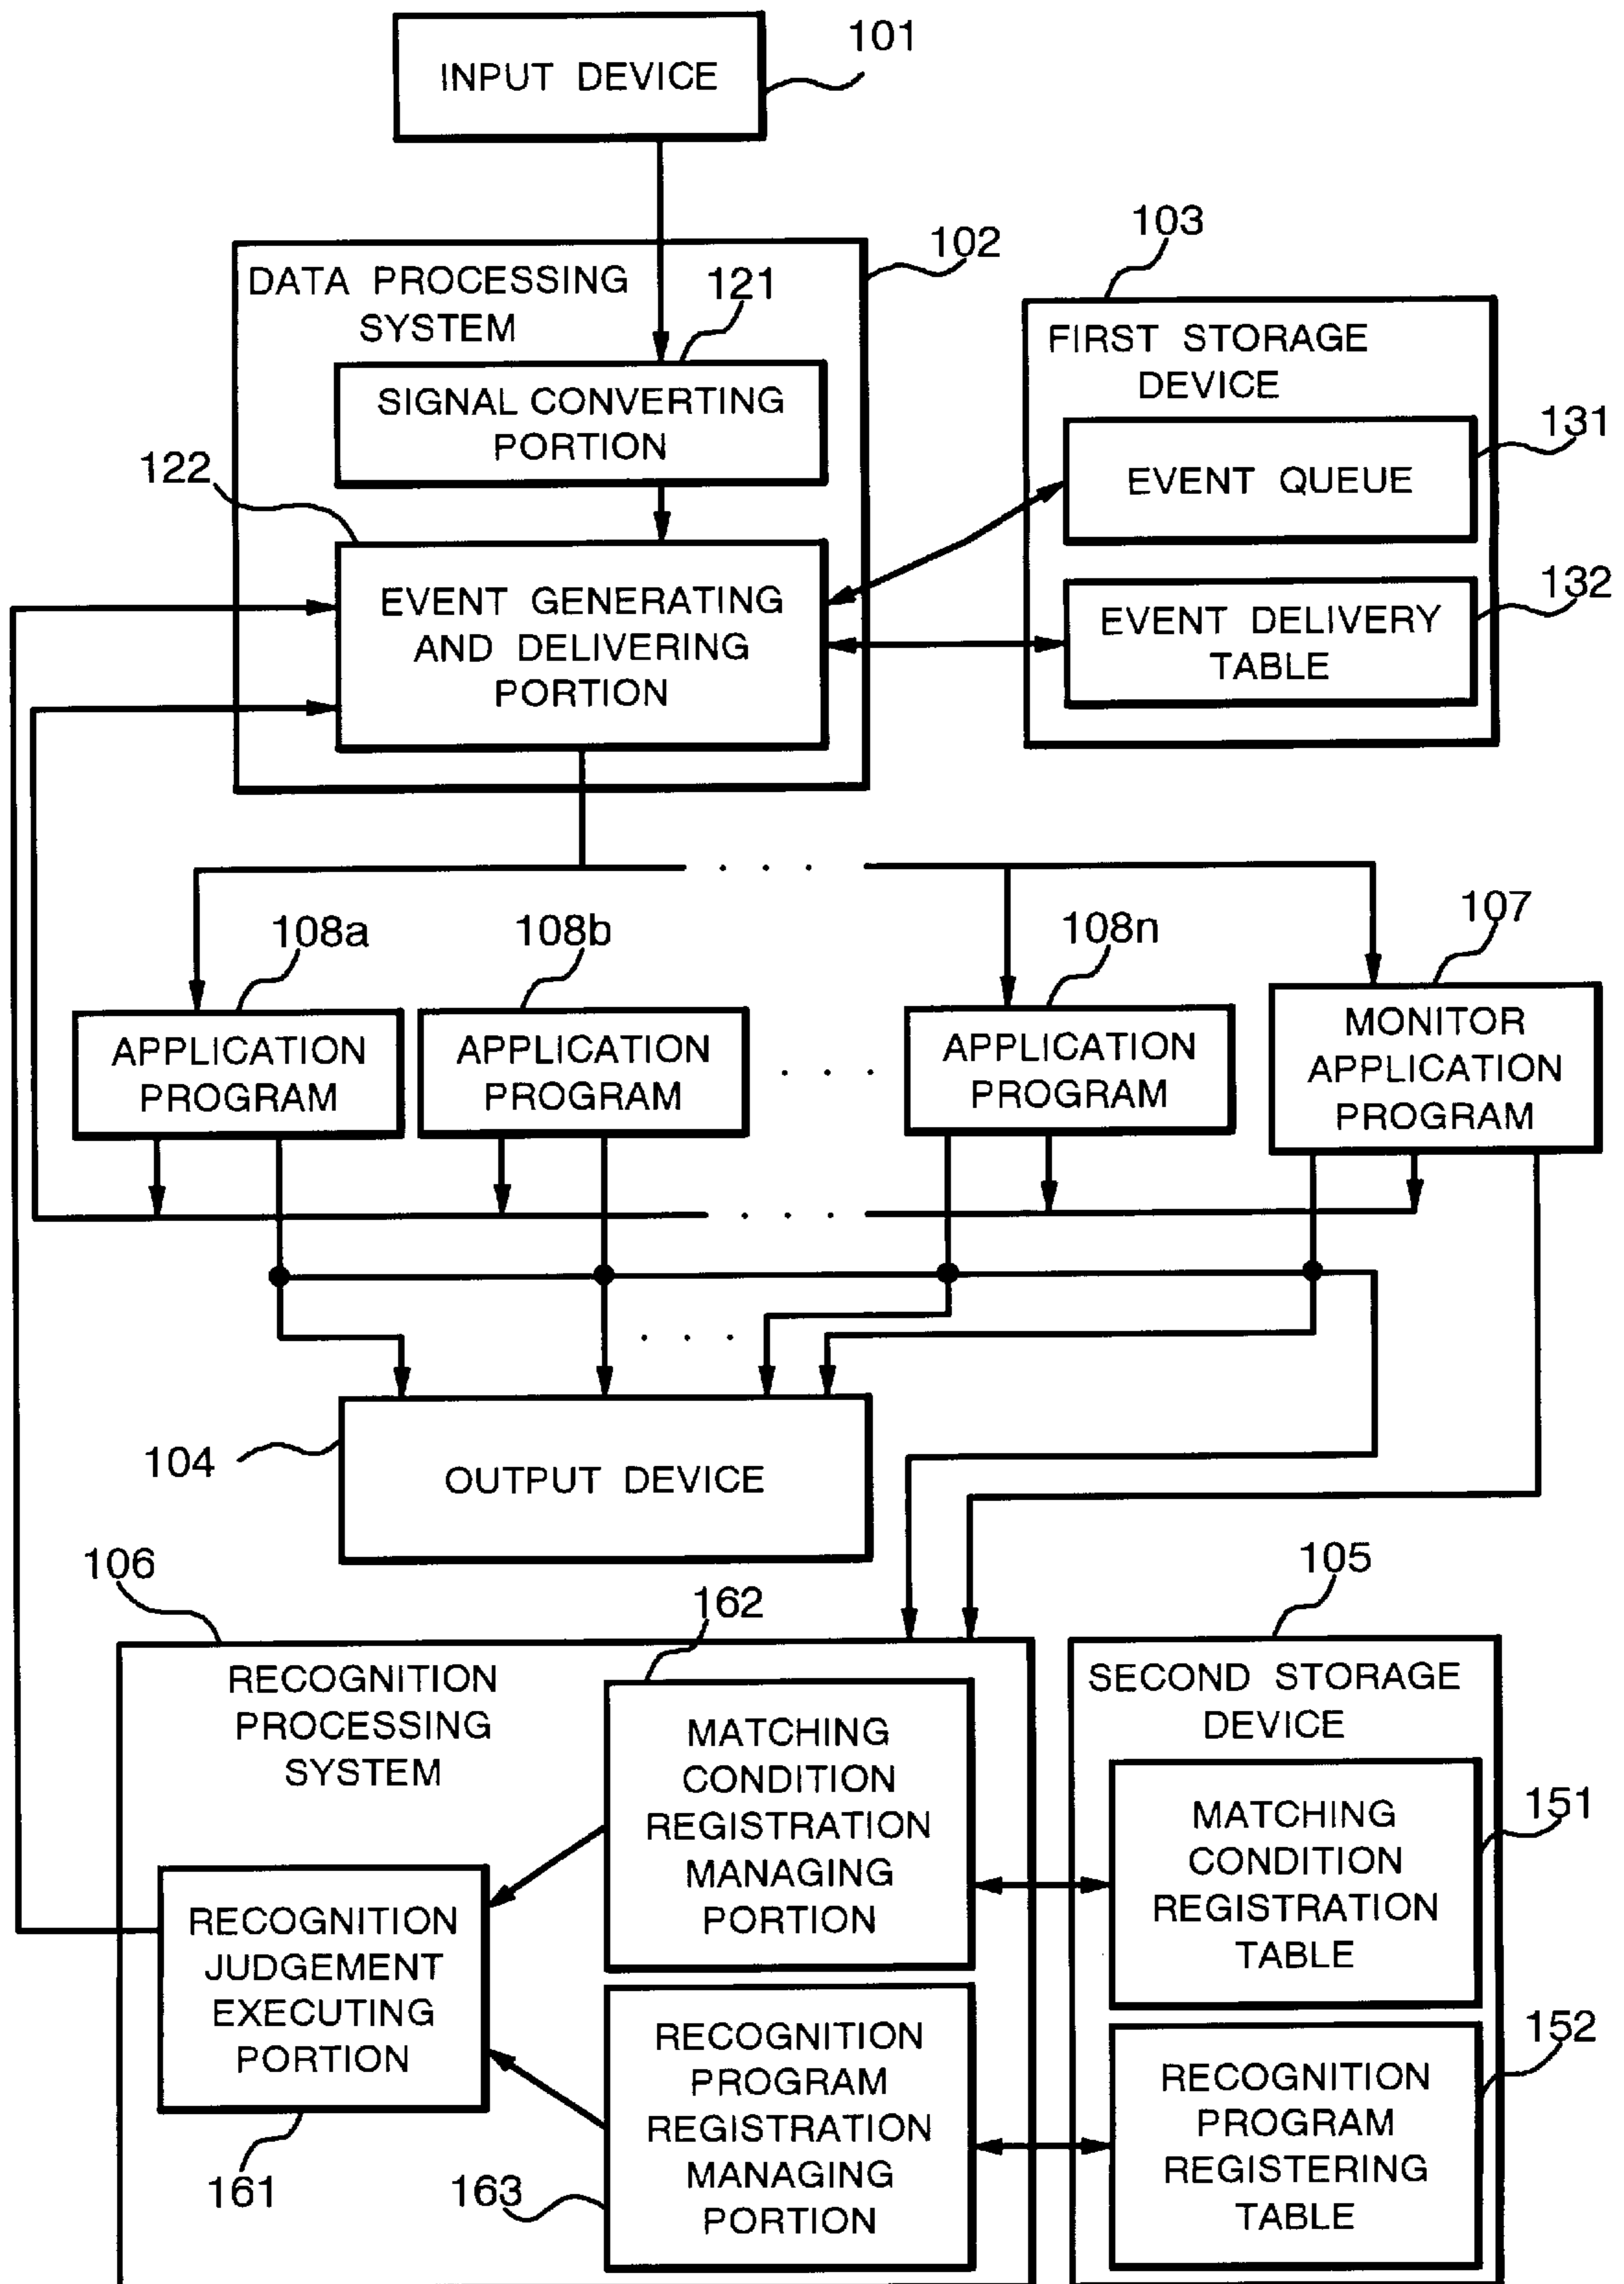 INPUT DEVICE
101
DATA PROCESSING
SYSTEM
102
121
103
FIRST STORAGE
DEVICE
SIGNAL CONVERTING
PORTION
131
EVENT QUEUE
122
EVENT GENERATING
AND DELIVERING
PORTION
132
EVENT DELIVERY
TABLE
. . .
108a
108b
108n
107
APPLICATION
PROGRAM
APPLICATION
PROGRAM
. . .
APPLICATION
PROGRAM
MONITOR
APPLICATION
PROGRAM
. . .
. . .
104
OUTPUT DEVICE
106
162
105
RECOGNITION
PROCESSING
SYSTEM
MATCHING
CONDITION
REGISTRATION
MANAGING
PORTION
SECOND STORAGE
DEVICE
MATCHING
CONDITION
REGISTRATION
TABLE
151
RECOGNITION
JUDGEMENT
EXECUTING
PORTION
161
163
RECOGNITION
PROGRAM
REGISTRATION
MANAGING
PORTION
152
RECOGNITION
PROGRAM
REGISTERING
TABLE